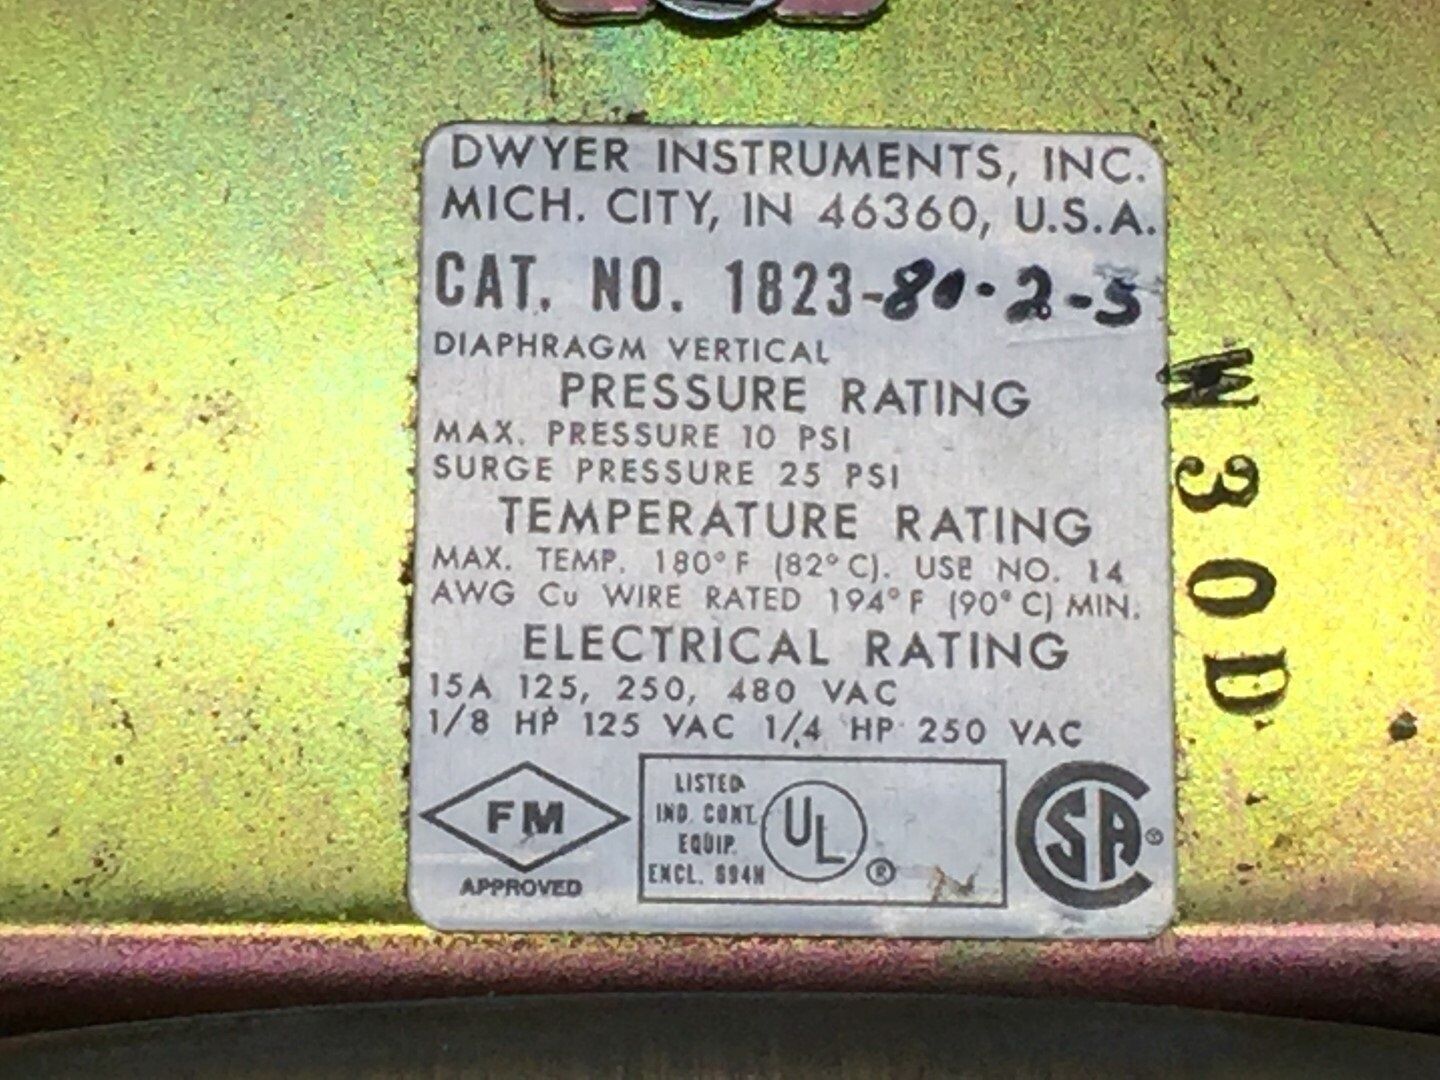 DWYER INSTRUMENTS, INC.
MICH. CITY, IN 46360, U.S.A.
CAT. NO. 1823-80-2-S
DIAPHRAGM VERTICAL
PRESSURE RATING
MAX. PRESSURE 10 PSI
SURGE PRESSURE 25 PSI
TEMPERATURE RATING
MAX. TEMP. 180°F (82°C). USE NO. 14
AWG Cu WIRE RATED 194°F (90°C) MIN.
ELECTRICAL RATING
15A 125, 250, 480 VAC
1/8 HP 125 VAC 1/4 HP 250 VAC
FM
APPROVED
LISTED
IND. CONT.
EQUIP.
ENCL. 894H
UL
®
SA
®
W30D